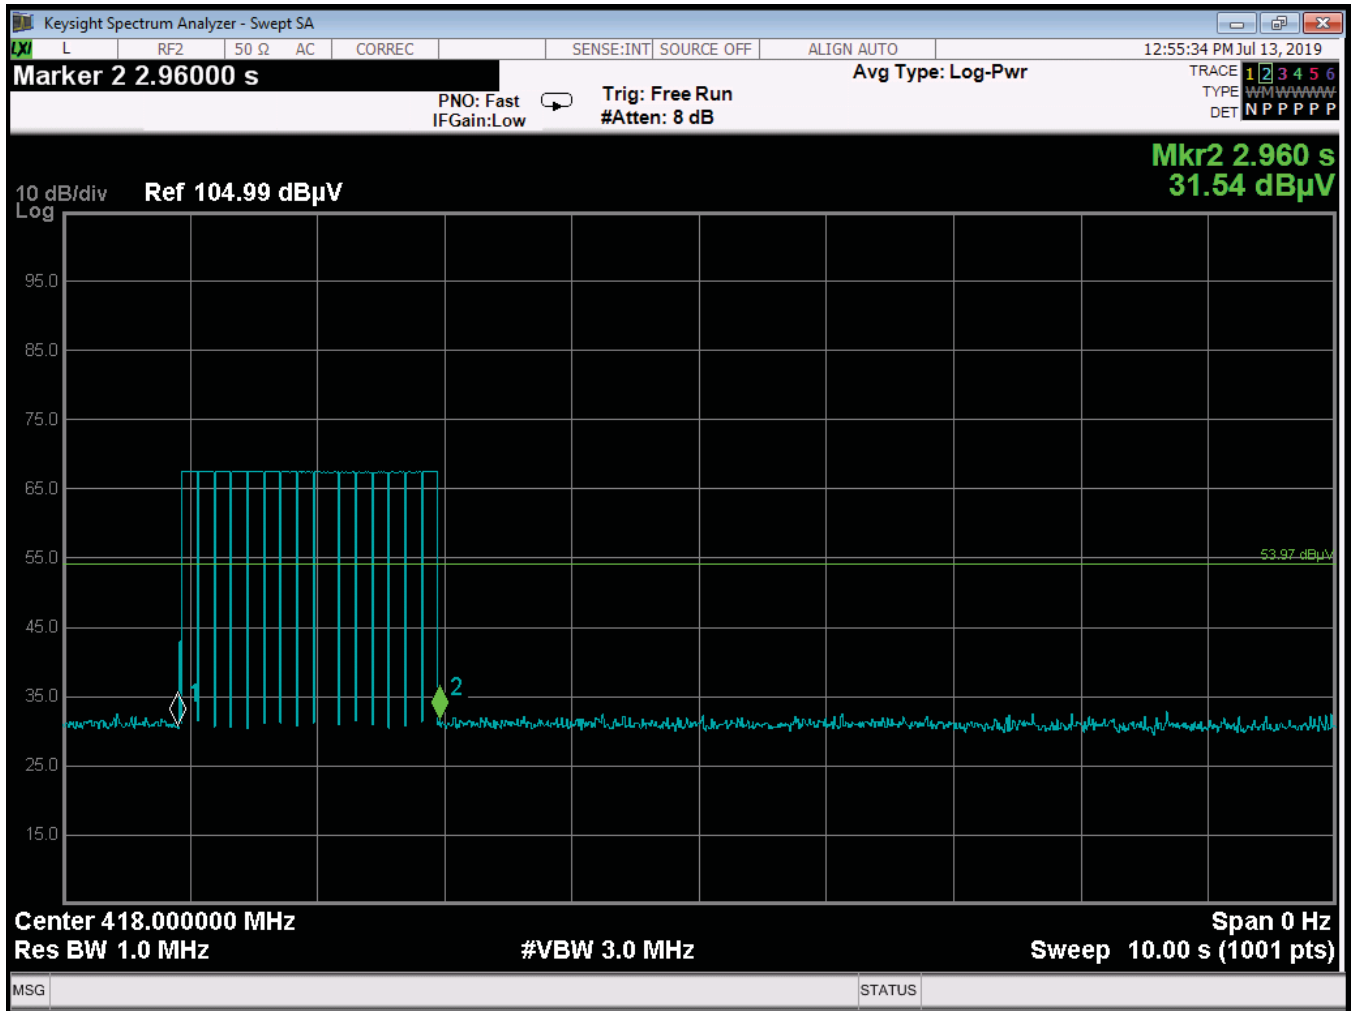 Keysight Spectrum Analyzer - Swept SA
LXI L RF2 50 Ω AC CORREC SENSE:INT SOURCE OFF ALIGN AUTO 12:55:34 PM Jul 13, 2019
Marker 2 2.96000 s
PNO: Fast
IFGain:Low
Trig: Free Run
#Atten: 8 dB
Avg Type: Log-Pwr
TRACE 1 2 3 4 5 6
TYPE WMWWWW
DET N P P P P P
Mkr2 2.960 s
31.54 dBµV
10 dB/div Ref 104.99 dBµV
Log
95.0
85.0
75.0
65.0
55.0
53.97 dBµV
45.0
35.0
1
2
25.0
15.0
Center 418.000000 MHz Span 0 Hz
Res BW 1.0 MHz #VBW 3.0 MHz Sweep 10.00 s (1001 pts)
MSG STATUS